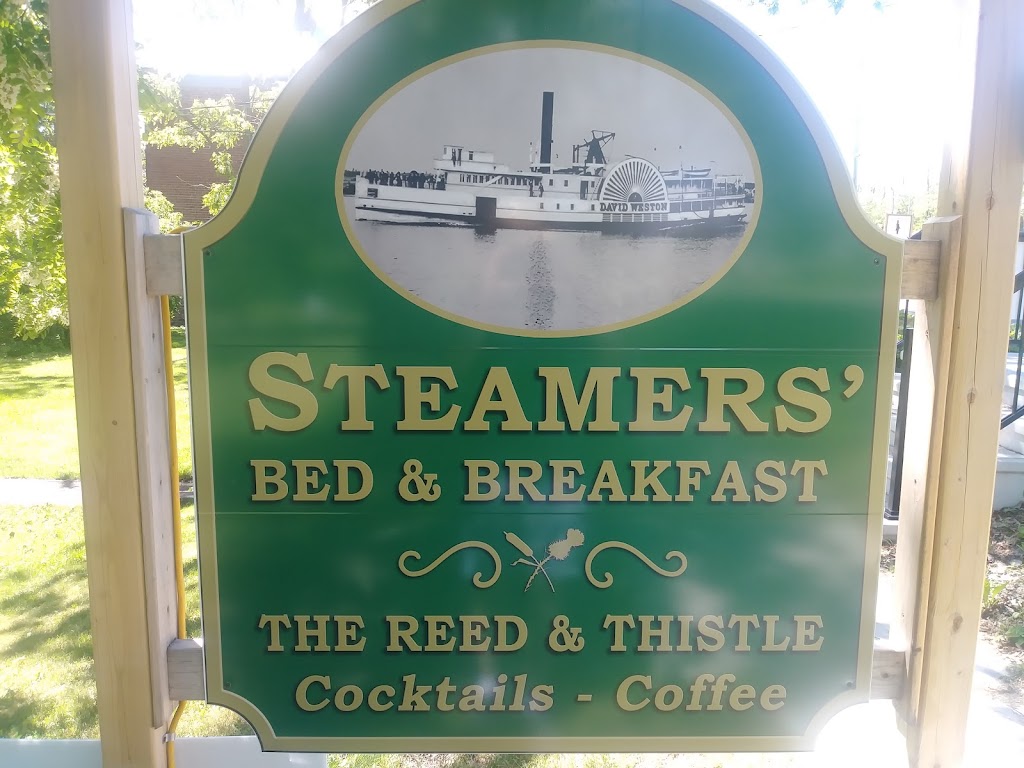 DAVID WESTON
STEAMERS'
BED & BREAKFAST
THE REED & THISTLE
Cocktails - Coffee